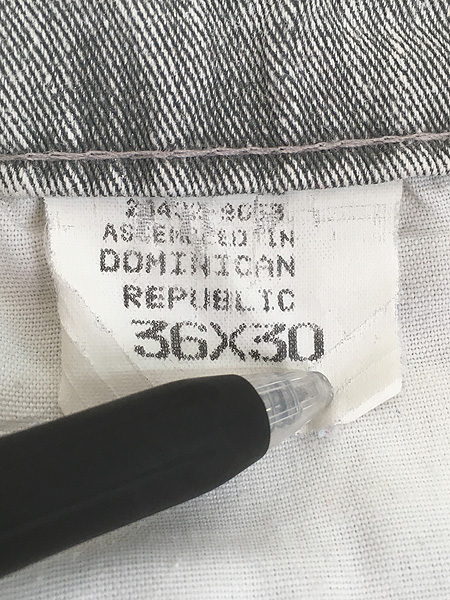 ASSEMBLED IN
DOMINICAN
REPUBLIC
36X30